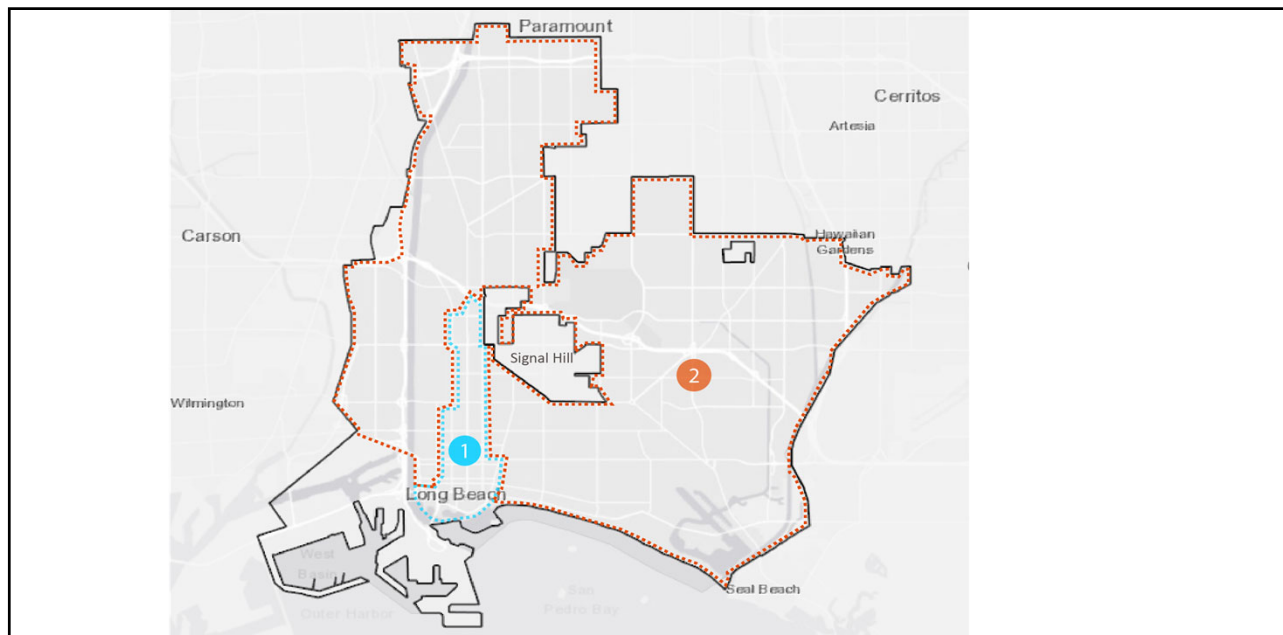 Paramount
Cerritos
Artesia
Carson
Hawaiian
Gardens
Signal Hill
2
Wilmington
1
Long Beach
West
Basin
San
Pedro Bay
Seal Beach
Outer Harbor